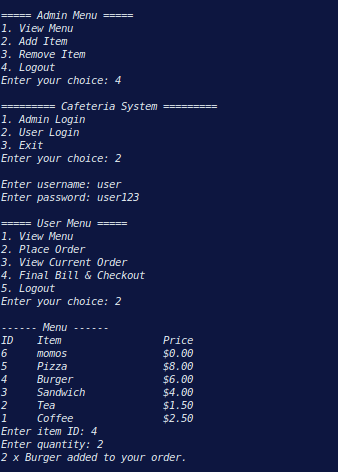 ===== Admin Menu =====
1. View Menu
2. Add Item
3. Remove Item
4. Logout
Enter your choice: 4
========= Cafeteria System =========
1. Admin Login
2. User Login
3. Exit
Enter your choice: 2
Enter username: user
Enter password: user123
===== User Menu =====
1. View Menu
2. Place Order
3. View Current Order
4. Final Bill & Checkout
5. Logout
Enter your choice: 2
------ Menu ------
ID Item Price
6 momos $0.00
5 Pizza $8.00
4 Burger $6.00
3 Sandwich $4.00
2 Tea $1.50
1 Coffee $2.50
Enter item ID: 4
Enter quantity: 2
2 x Burger added to your order.